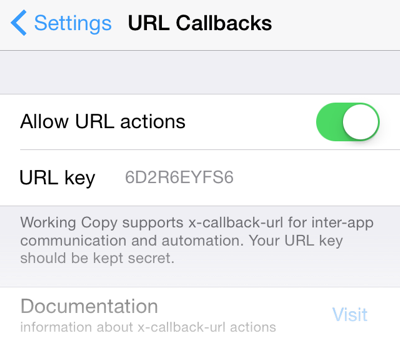 Settings URL Callbacks
Allow URL actions
URL key 6D2R6EYFS6
Working Copy supports x-callback-url for inter-app
communication and automation. Your URL key
should be kept secret.
Documentation Visit
information about x-callback-url actions